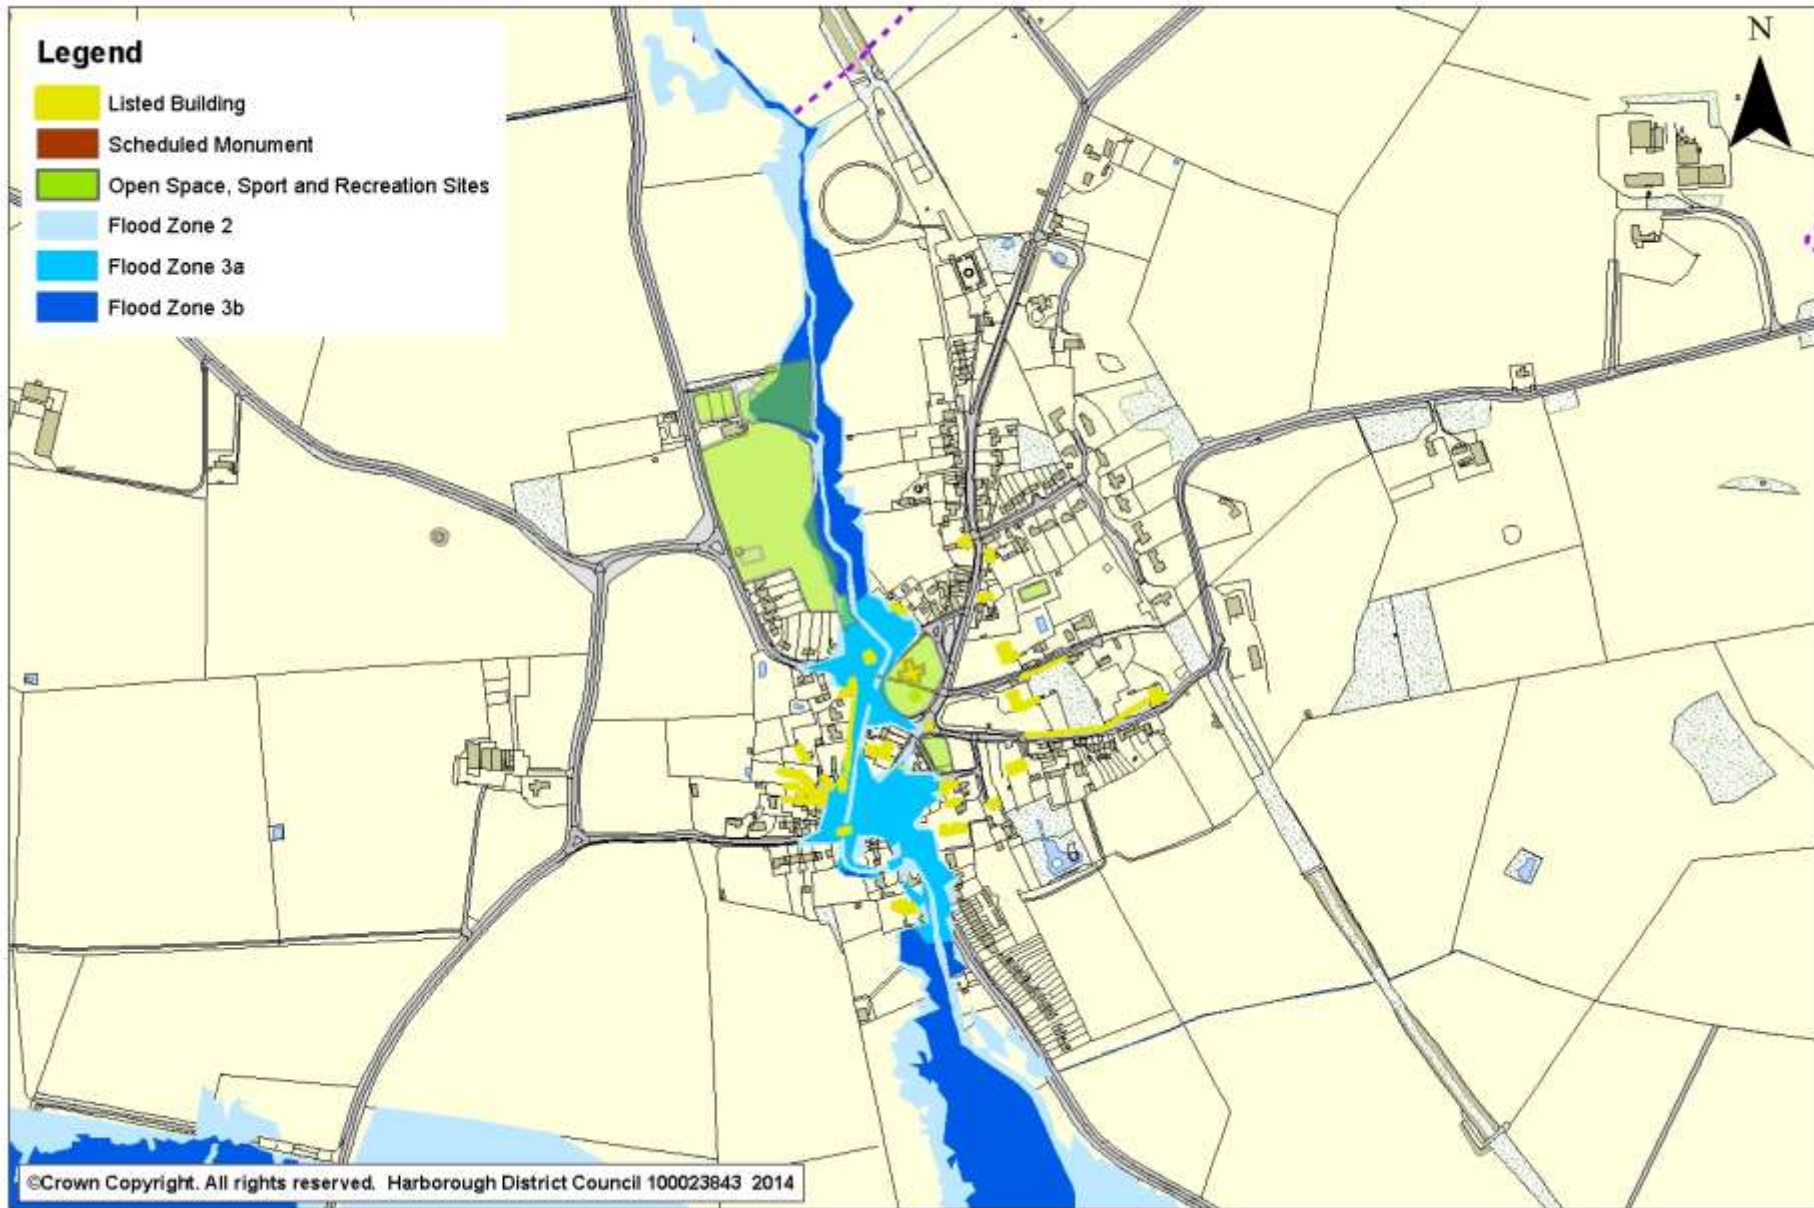 Legend
Listed Building
Scheduled Monument
Open Space, Sport and Recreation Sites
Flood Zone 2
Flood Zone 3a
Flood Zone 3b
N
©Crown Copyright. All rights reserved. Harborough District Council 100023843 2014